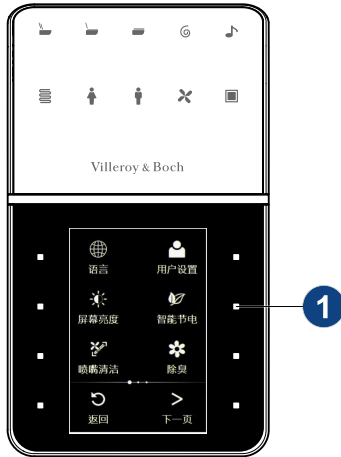 Villeroy & Boch
语言 用户设置
屏幕亮度 智能节电
喷嘴清洁 除臭
返回 下一页
1